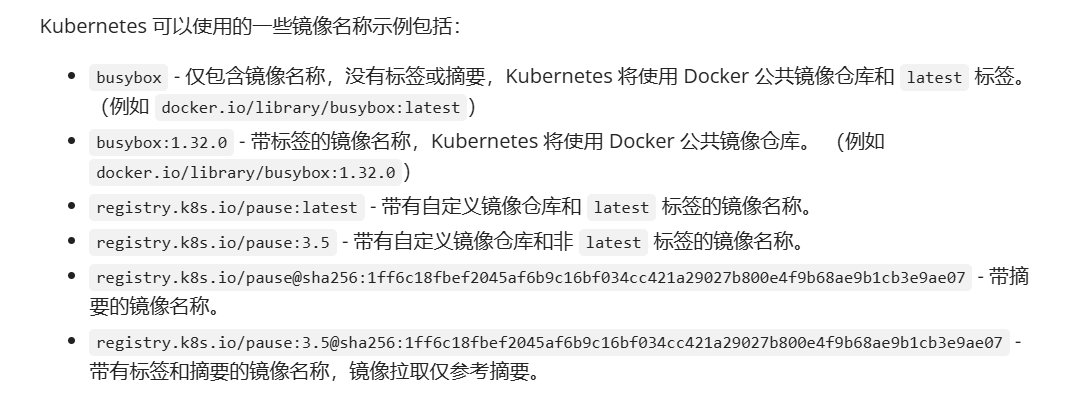 Kubernetes 可以使用的一些镜像名称示例包括：
busybox - 仅包含镜像名称，没有标签或摘要，Kubernetes 将使用 Docker 公共镜像仓库和 latest 标签。
（例如 docker.io/library/busybox:latest）
busybox:1.32.0 - 带标签的镜像名称，Kubernetes 将使用 Docker 公共镜像仓库。 （例如
docker.io/library/busybox:1.32.0）
registry.k8s.io/pause:latest - 带有自定义镜像仓库和 latest 标签的镜像名称。
registry.k8s.io/pause:3.5 - 带有自定义镜像仓库和非 latest 标签的镜像名称。
registry.k8s.io/pause@sha256:1ff6c18fbef2045af6b9c16bf034cc421a29027b800e4f9b68ae9b1cb3e9ae07 - 带摘
要的镜像名称。
registry.k8s.io/pause:3.5@sha256:1ff6c18fbef2045af6b9c16bf034cc421a29027b800e4f9b68ae9b1cb3e9ae07 -
带有标签和摘要的镜像名称，镜像拉取仅参考摘要。